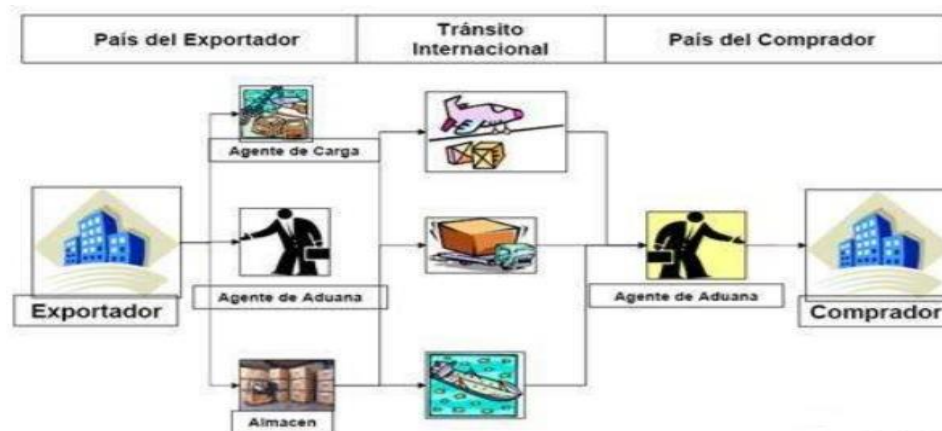 País del Exportador
Tránsito
Internacional
País del Comprador
Agente de Carga
Exportador
Agente de Aduana
Agente de Aduana
Comprador
Almacen